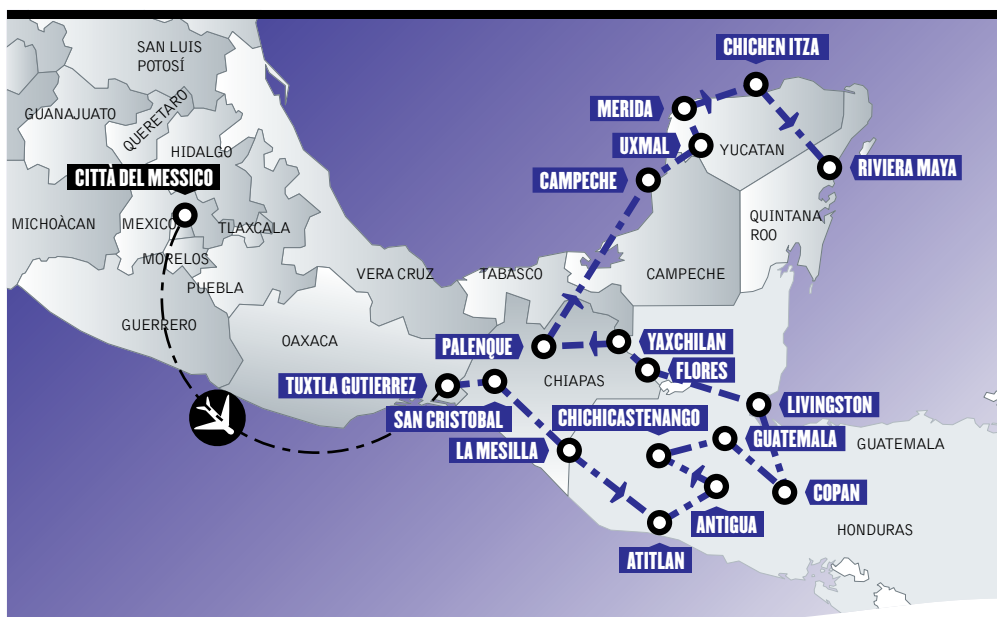 CHICHEN ITZA
SAN LUIS
POTOSÍ
MERIDA
GUANAJUATO
QUERETARO
UXMAL
YUCATAN
HIDALGO
RIVIERA MAYA
CITTÀ DEL MESSICO
CAMPECHE
MICHOÀCAN
MEXICO
TLAXCALA
QUINTANA
ROO
MORELOS
VERA CRUZ
TABASCO
CAMPECHE
PUEBLA
GUERRERO
OAXACA
PALENQUE
YAXCHILAN
FLORES
CHIAPAS
TUXTLA GUTIERREZ
LIVINGSTON
SAN CRISTOBAL
CHICHICASTENANGO
GUATEMALA
GUATEMALA
LA MESILLA
COPAN
ANTIGUA
HONDURAS
ATITLAN